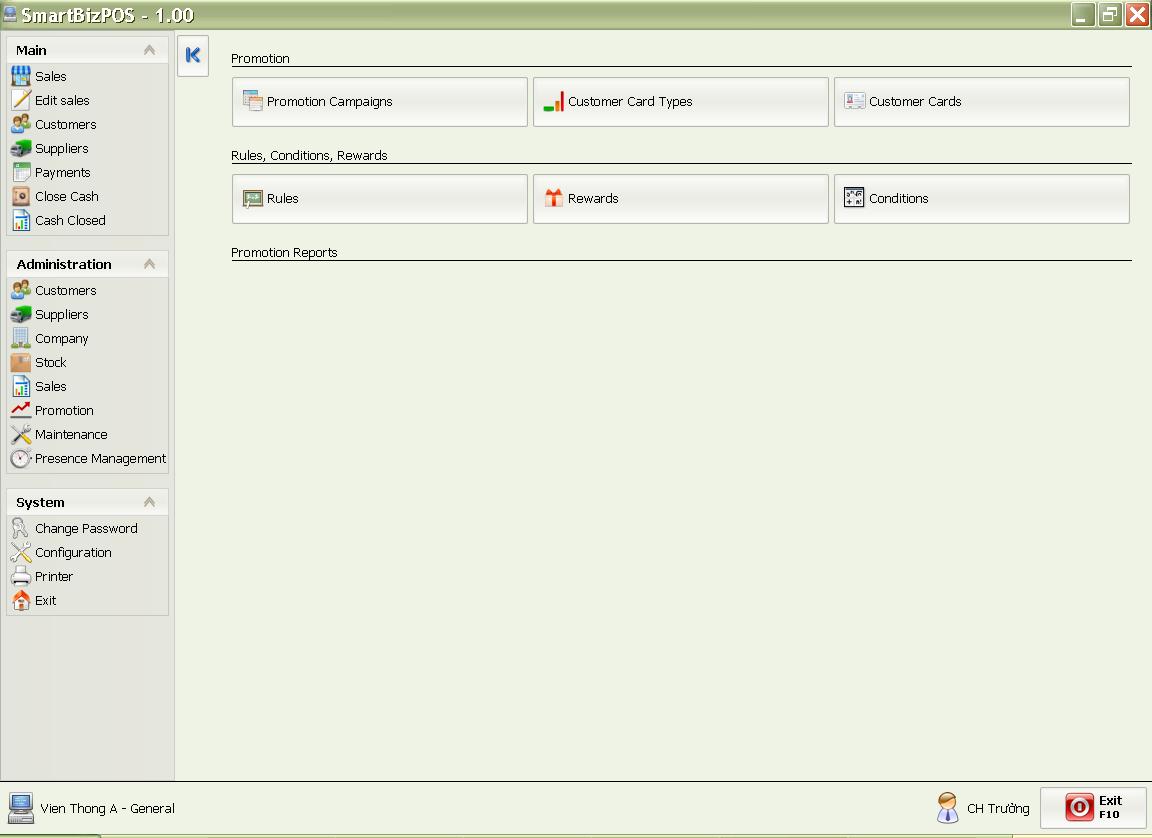 SmartBizPOS - 1.00
Main
Sales
Edit sales
Customers
Suppliers
Payments
Close Cash
Cash Closed
Administration
Customers
Suppliers
Company
Stock
Sales
Promotion
Maintenance
Presence Management
System
Change Password
Configuration
Printer
Exit
Promotion
Promotion Campaigns
Customer Card Types
Customer Cards
Rules, Conditions, Rewards
Rules
Rewards
Conditions
Promotion Reports
Vien Thong A - General
CH Trưởng
Exit
F10